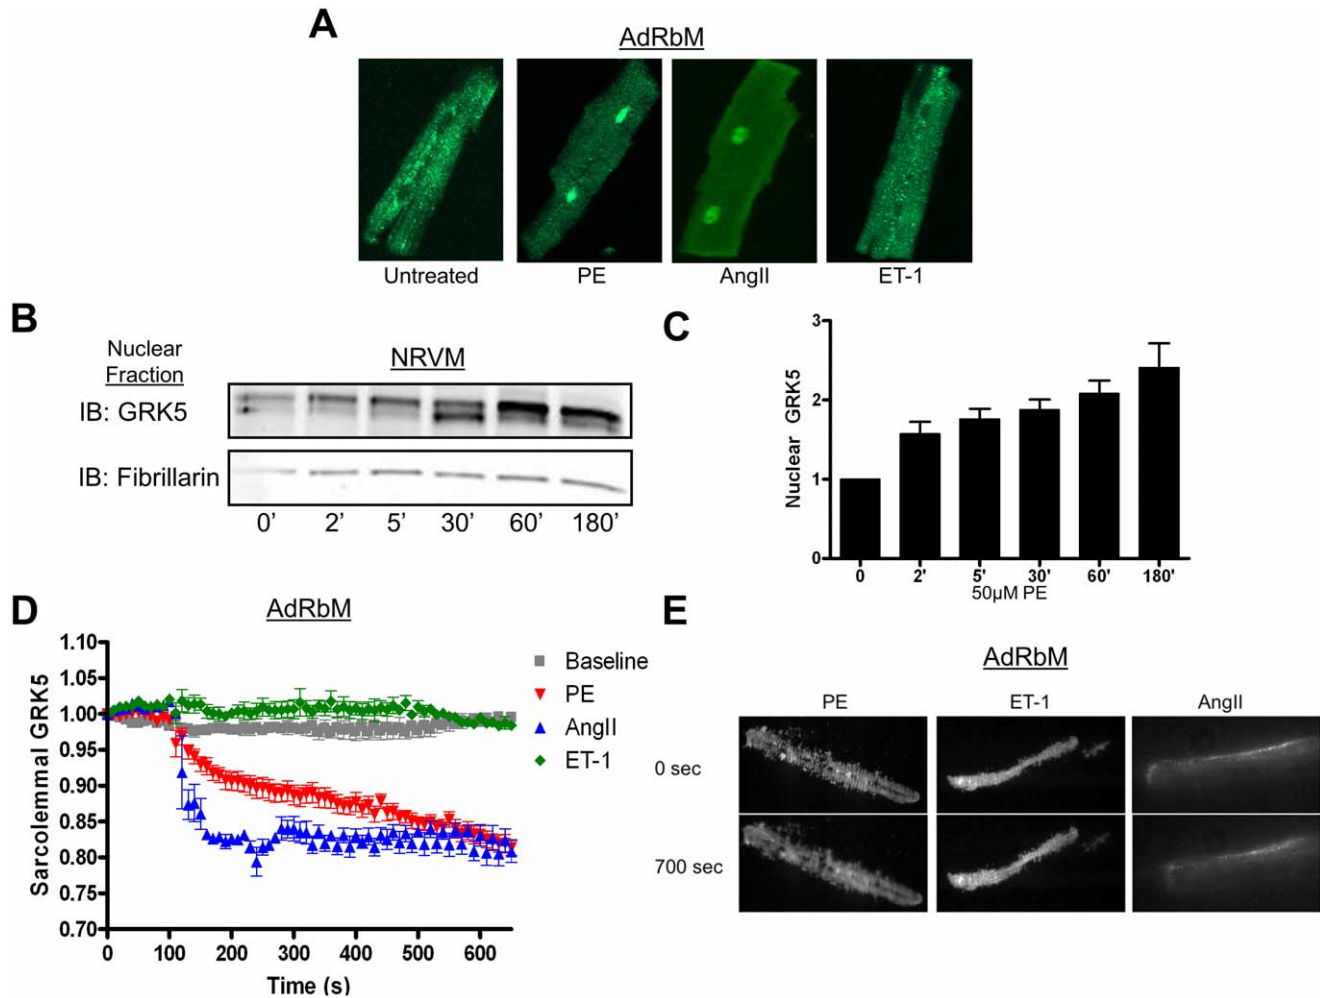 A
AdRbM
Untreated
PE
AngII
ET-1
B
Nuclear
Fraction
NRVM
IB: GRK5
IB: Fibrillarin
0’
2’
5’
30’
60’
180’
C
Nuclear GRK5
3
2
1
0
0
2'
5'
30'
60'
180'
50µM PE
D
AdRbM
Sarcolemmal GRK5
1.10
1.05
1.00
0.95
0.90
0.85
0.80
0.75
0.70
0
100
200
300
400
500
600
Time (s)
Baseline
PE
AngII
ET-1
E
AdRbM
PE
ET-1
AngII
0 sec
700 sec